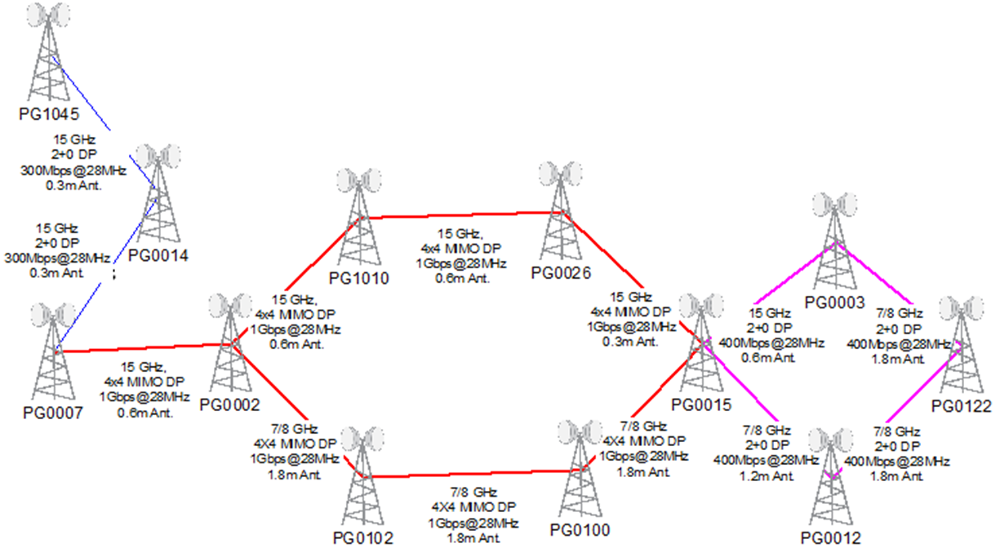 PG1045
15 GHz
2+0 DP
300Mbps@28MHz
0.3m Ant.
PG0014
15 GHz
2+0 DP
300Mbps@28MHz
0.3m Ant.
;
PG0007
15 GHz,
4x4 MIMO DP
1Gbps@28MHz
0.6m Ant.
PG0002
15 GHz,
4x4 MIMO DP
1Gbps@28MHz
0.6m Ant.
PG1010
15 GHz,
4x4 MIMO DP
1Gbps@28MHz
0.6m Ant.
PG0026
15 GHz,
4x4 MIMO DP
1Gbps@28MHz
0.3m Ant.
PG0015
7/8 GHz
4X4 MIMO DP
1Gbps@28MHz
1.8m Ant.
PG0102
7/8 GHz
4X4 MIMO DP
1Gbps@28MHz
1.8m Ant.
PG0100
7/8 GHz
4X4 MIMO DP
1Gbps@28MHz
1.8m Ant.
PG0003
15 GHz
2+0 DP
400Mbps@28MHz
0.6m Ant.
7/8 GHz
2+0 DP
400Mbps@28MHz
1.8m Ant.
PG0122
7/8 GHz
2+0 DP
400Mbps@28MHz
1.2m Ant.
7/8 GHz
2+0 DP
400Mbps@28MHz
1.8m Ant.
PG0012